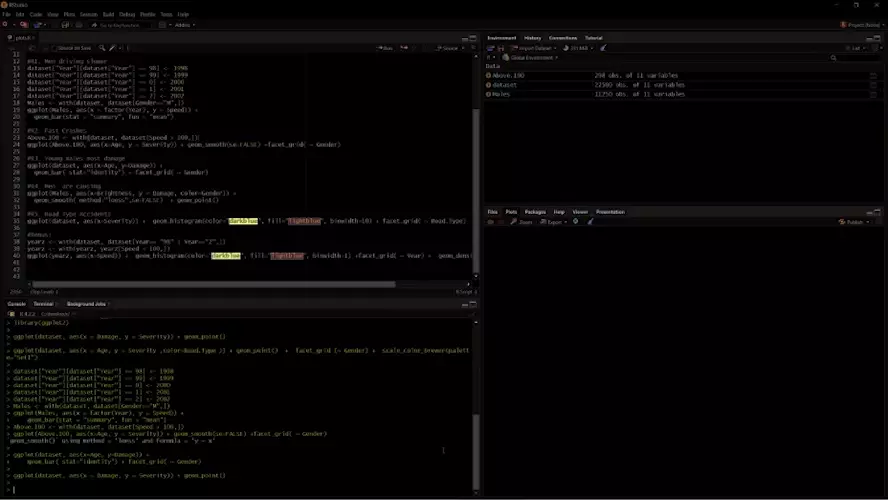 RStudio
File Edit Code View Plots Session Build Debug Profile Tools Help
Go to file/function Addins
Project: (None)
plots.R
Source on Save Run Source
11
12 #1. Men driving slower
13 dataset["Year"][dataset["Year"] == 98] <- 1998
14 dataset["Year"][dataset["Year"] == 99] <- 1999
15 dataset["Year"][dataset["Year"] == 0] <- 2000
16 dataset["Year"][dataset["Year"] == 1] <- 2001
17 dataset["Year"][dataset["Year"] == 2] <- 2002
18 Males <- with(dataset, dataset[Gender=="M",])
19 ggplot(Males, aes(x = factor(Year), y = Speed)) +
20 geom_bar(stat = "summary", fun = "mean")
21
22 #2. Fast Crashes
23 Above.100 <- with(dataset, dataset[Speed > 100,])
24 ggplot(Above.100, aes(x=Age, y = Severity)) + geom_smooth(se=FALSE) +facet_grid( ~ Gender)
25
26 #3. Young males most damage
27 ggplot(dataset, aes(x=Age, y=Damage)) +
28 geom_bar( stat="identity") + facet_grid( ~ Gender)
29
30 #4. Men are causing
31 ggplot(Males, aes(x=Brightness, y = Damage, color=Gender)) +
32 geom_smooth( method="loess",se=FALSE)
33
34 #5. Road Type Accidents
35 ggplot(dataset, aes(x=Severity)) + geom_histogram(color="darkblue", fill="lightblue", binwidth=10) + facet_grid( ~ Road.Type)
36
37 #Bonus:
38 yearz <- with(dataset, dataset[Year== "98" | Year=="2",])
39 yearz <- with(yearz, yearz[Speed < 100,])
40 ggplot(yearz, aes(x=Speed)) + geom_histogram(color="darkblue", fill="lightblue", binwidth=1) +facet_grid( ~ Year) + geom_dens
41
42
43
(Top Level) R Script
Console Terminal Background Jobs
R 4.2.2
> library(ggplot2)
>
> ggplot(dataset, aes(x = Damage, y = Severity)) + geom_point()
>
> ggplot(dataset, aes(x = Age, y = Severity ,color=Road.Type )) + geom_point() + facet_grid (~ Gender) + scale_color_brewer(palett
e="Set1")
>
> dataset["Year"][dataset["Year"] == 98] <- 1998
> dataset["Year"][dataset["Year"] == 99] <- 1999
> dataset["Year"][dataset["Year"] == 0] <- 2000
> dataset["Year"][dataset["Year"] == 1] <- 2001
> dataset["Year"][dataset["Year"] == 2] <- 2002
> Males <- with(dataset, dataset[Gender=="M",])
> ggplot(Males, aes(x = factor(Year), y = Speed)) +
+ geom_bar(stat = "summary", fun = "mean")
> Above.100 <- with(dataset, dataset[Speed > 100,])
> ggplot(Above.100, aes(x=Age, y = Severity)) + geom_smooth(se=FALSE) +facet_grid( ~ Gender)
`geom_smooth()` using method = 'loess' and formula = 'y ~ x'
>
> ggplot(dataset, aes(x=Age, y=Damage)) +
+ geom_bar( stat="identity") + facet_grid( ~ Gender)
>
> ggplot(dataset, aes(x = Damage, y = Severity)) + geom_point()
>
>
Environment History Connections Tutorial
Import Dataset MiB List
R Global Environment
Data
Above.100 298 obs. of 11 variables
dataset
Males 11250 obs. of 11 variables
Files Plots Packages Help Viewer Presentation
Zoom Export Publish